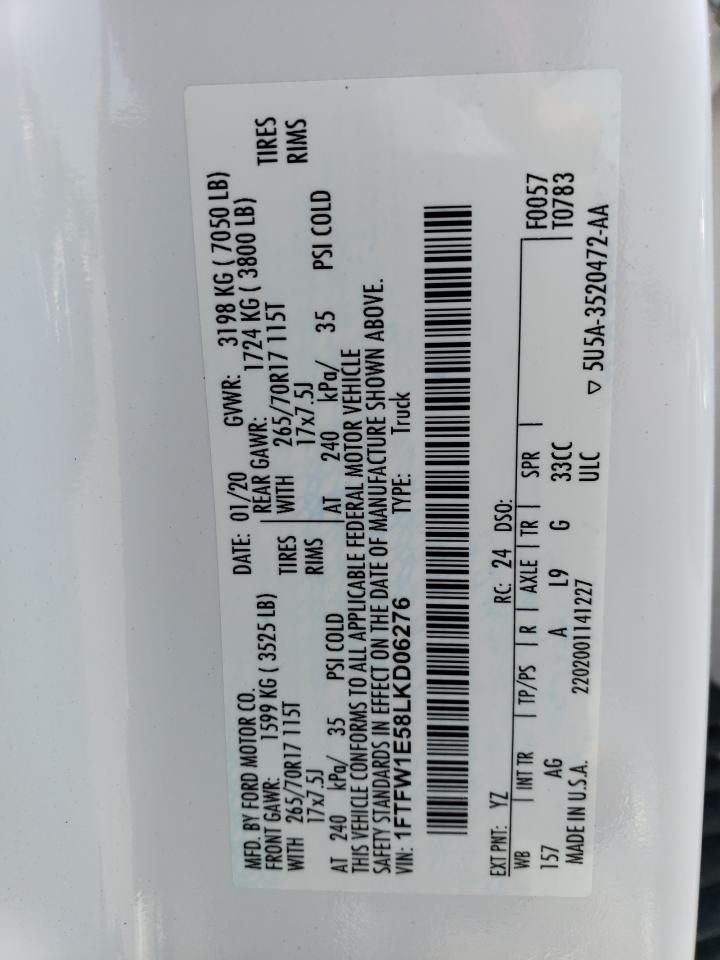 MFD. BY FORD MOTOR CO.
DATE: 01/20 GVWR: 3198 KG ( 7050 LB)
FRONT GAWR: 1599 KG ( 3525 LB)
REAR GAWR: 1724 KG ( 3800 LB)
WITH 265/70R17 115T TIRES
WITH 265/70R17 115T TIRES
17x7.5J RIMS
17x7.5J RIMS
AT 240 kPa/ 35 PSI COLD
AT 240 kPa/ 35 PSI COLD
THIS VEHICLE CONFORMS TO ALL APPLICABLE FEDERAL MOTOR VEHICLE
SAFETY STANDARDS IN EFFECT ON THE DATE OF MANUFACTURE SHOWN ABOVE.
VIN: 1FTFW1E58LKD06276 TYPE: Truck
EXT PNT: YZ RC: 24 DSO:
WB INT TR TP/PS R AXLE TR SPR F0057
157 AG A L9 G 33CC T0783
MADE IN U.S.A. 2202001141227 ULC
▽ 5U5A-3520472-AA